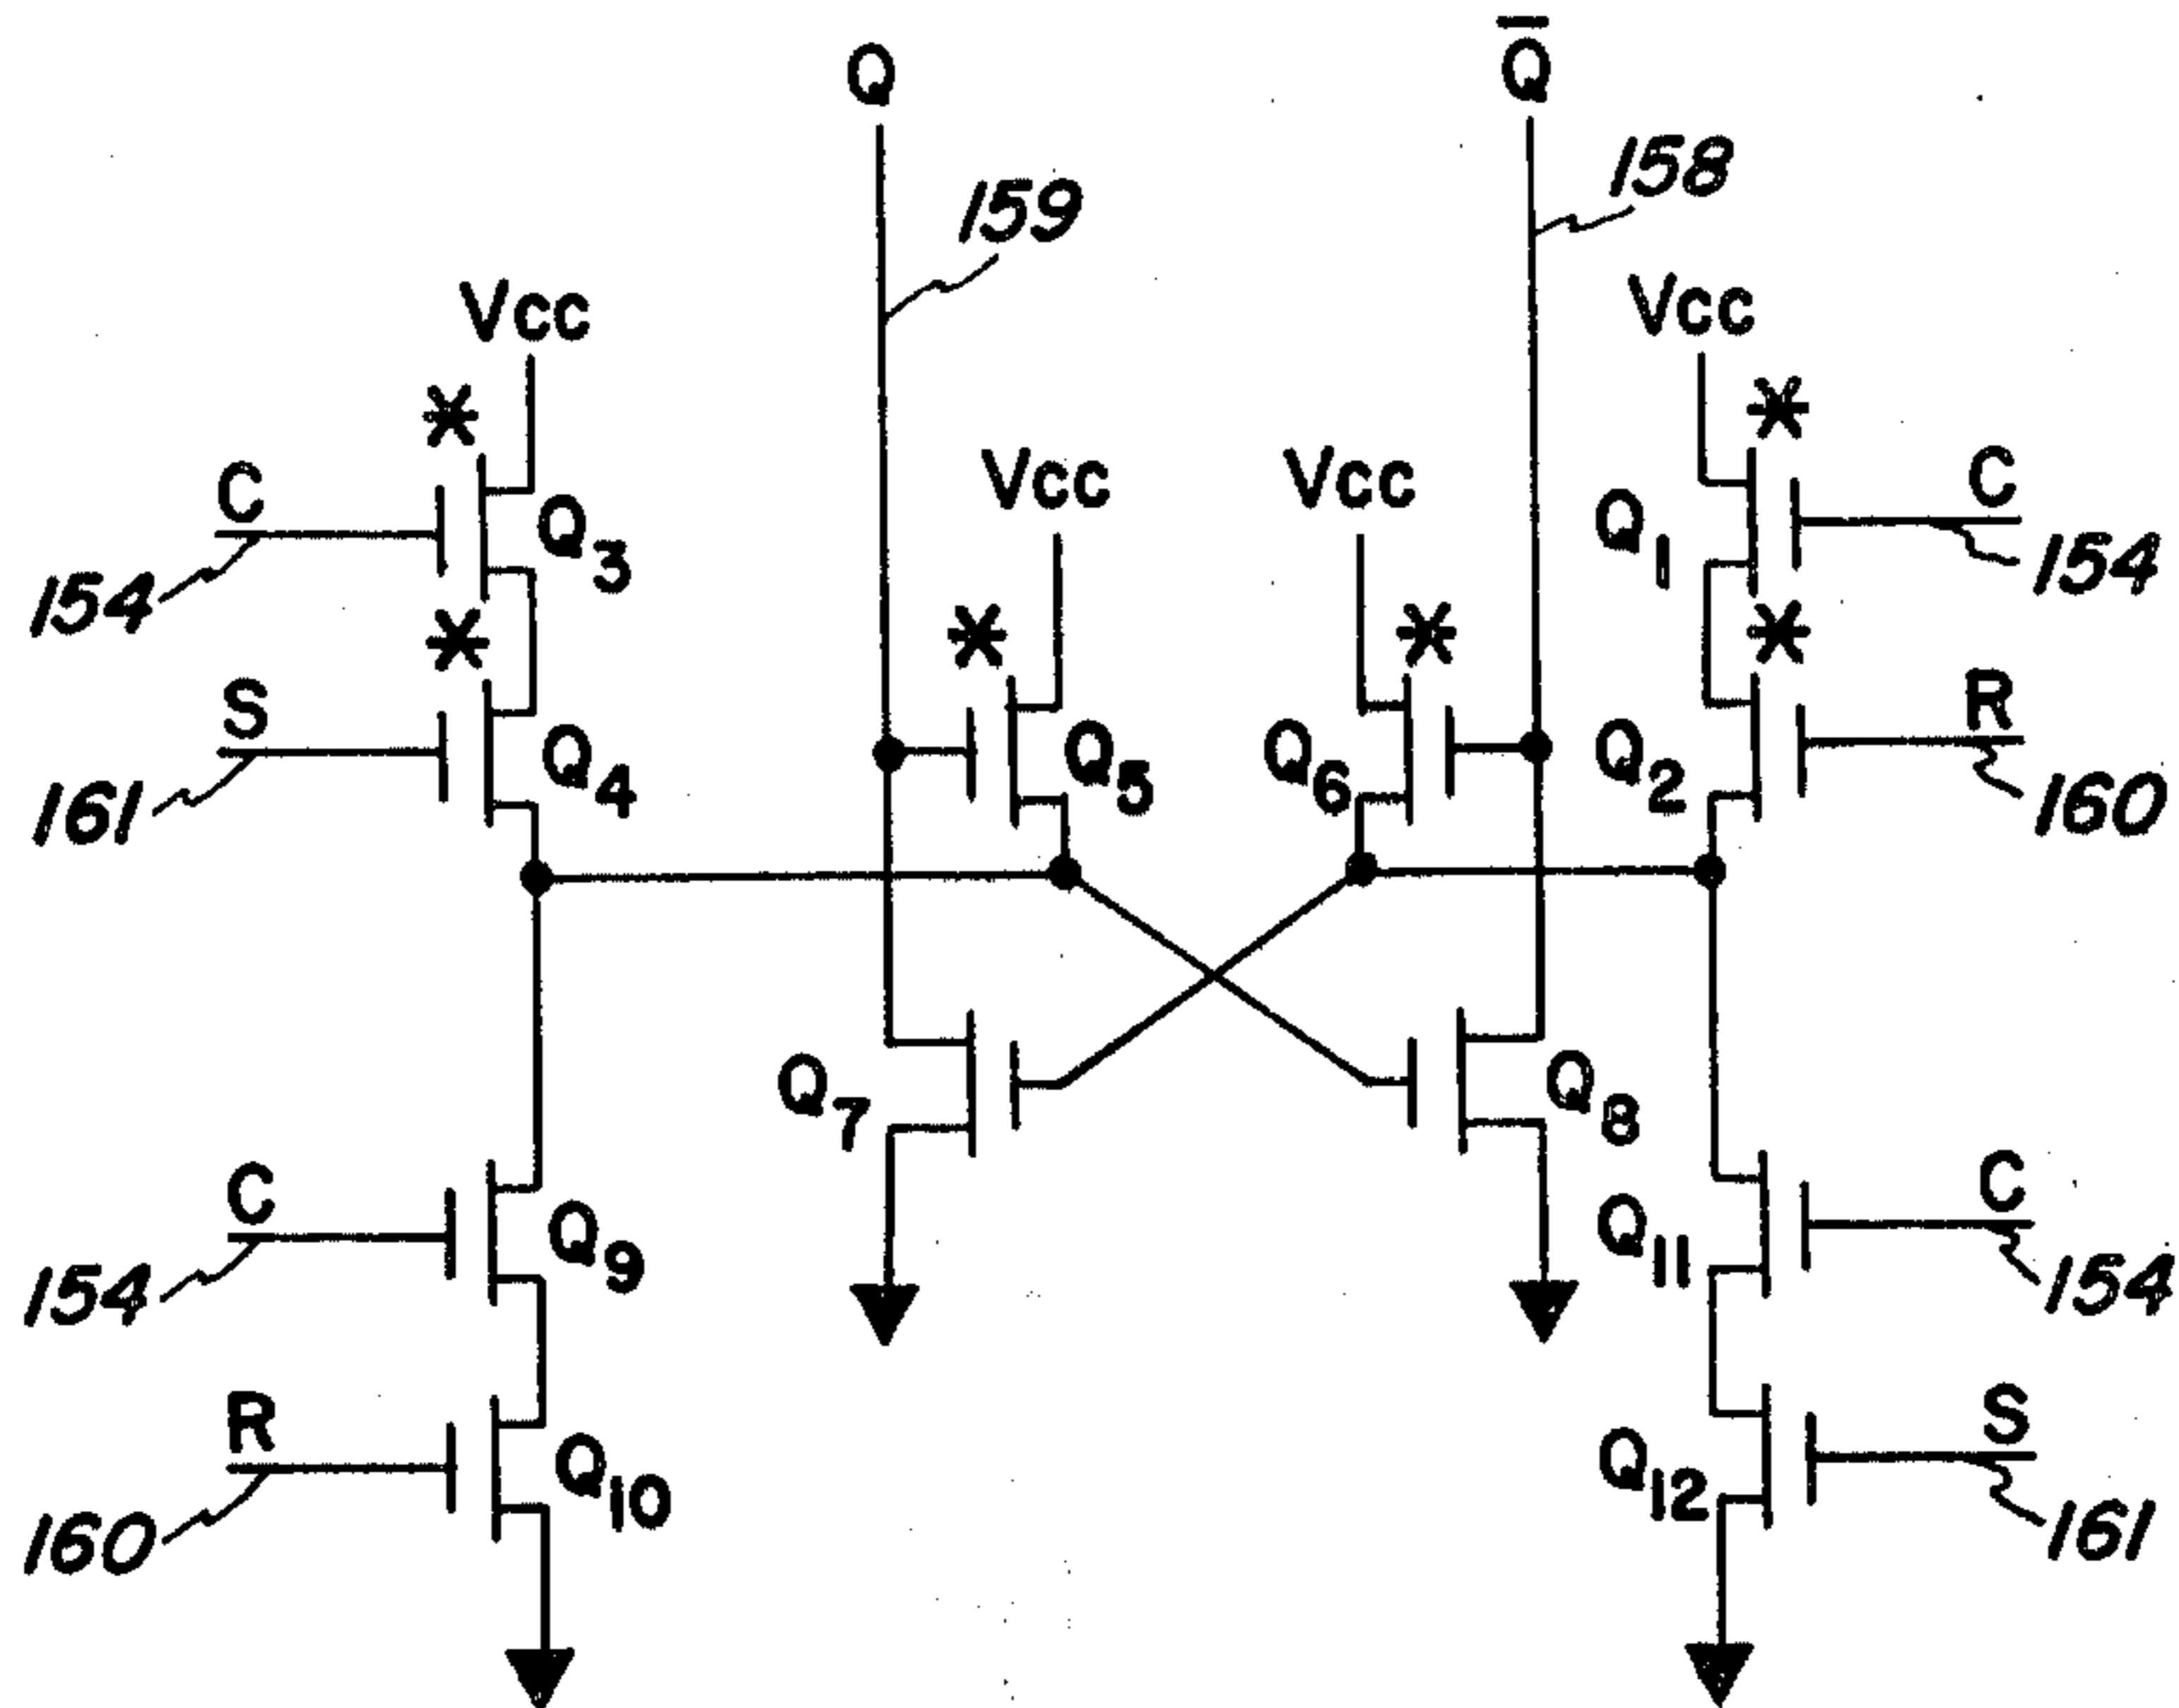 Q Q̅
159 158
Vcc Vcc
* *
C Q3 Vcc Vcc Q1 C
154 154
* * * *
S Q4 Q5 Q6 Q2 R
161 160
Q7 Q8
C Q9 Q11 C
154 154
R Q10 Q12 S
160 161